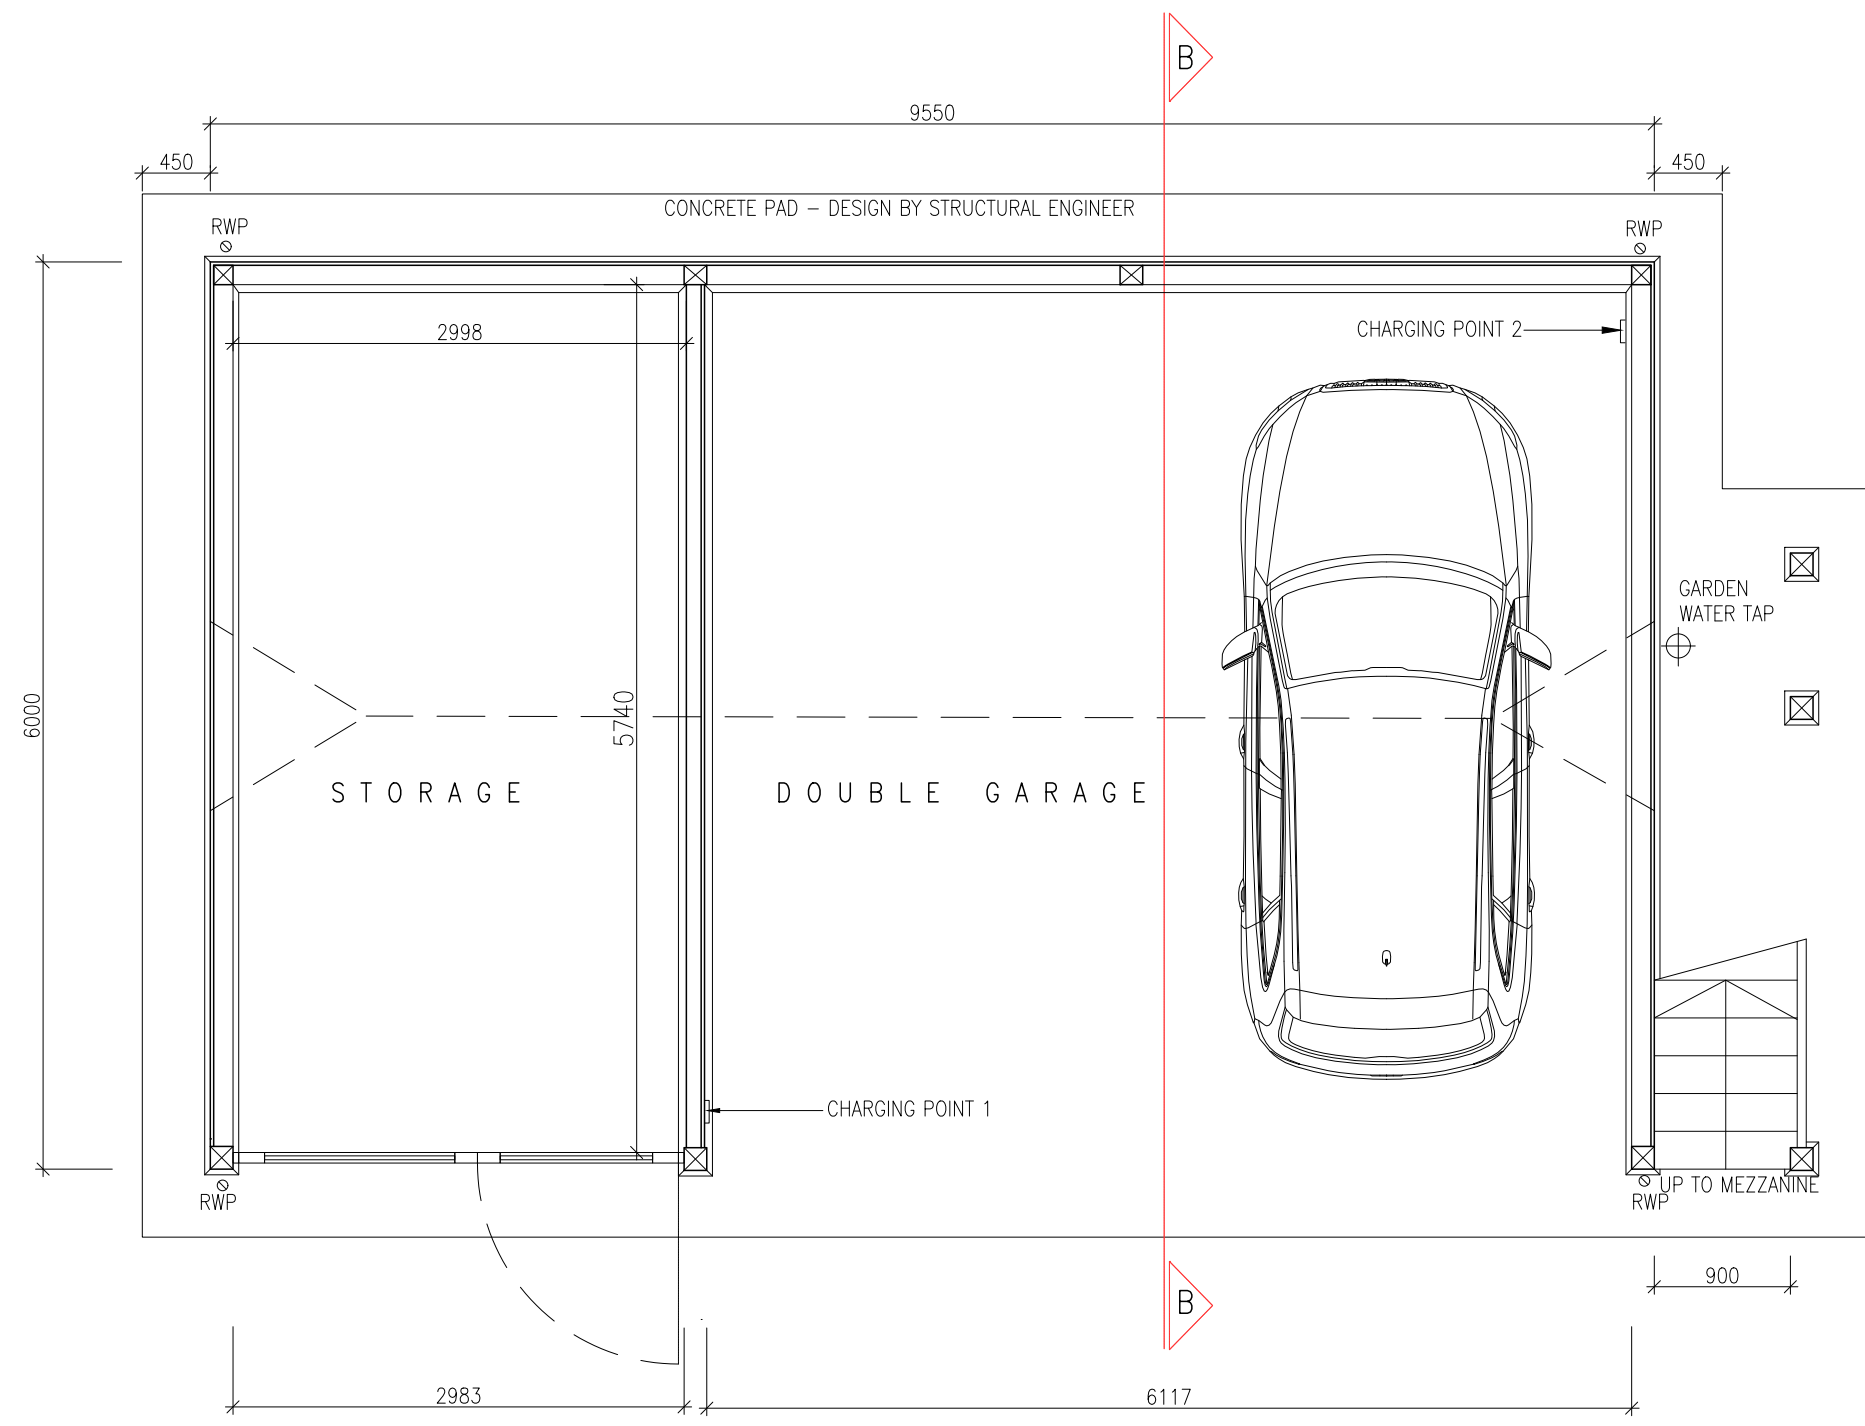 B
9550
450
450
CONCRETE PAD – DESIGN BY STRUCTURAL ENGINEER
RWP
RWP
2998
CHARGING POINT 2
GARDEN
WATER TAP
6000
5740
STORAGE
DOUBLE GARAGE
CHARGING POINT 1
UP TO MEZZANINE
RWP
RWP
900
B
2983
6117